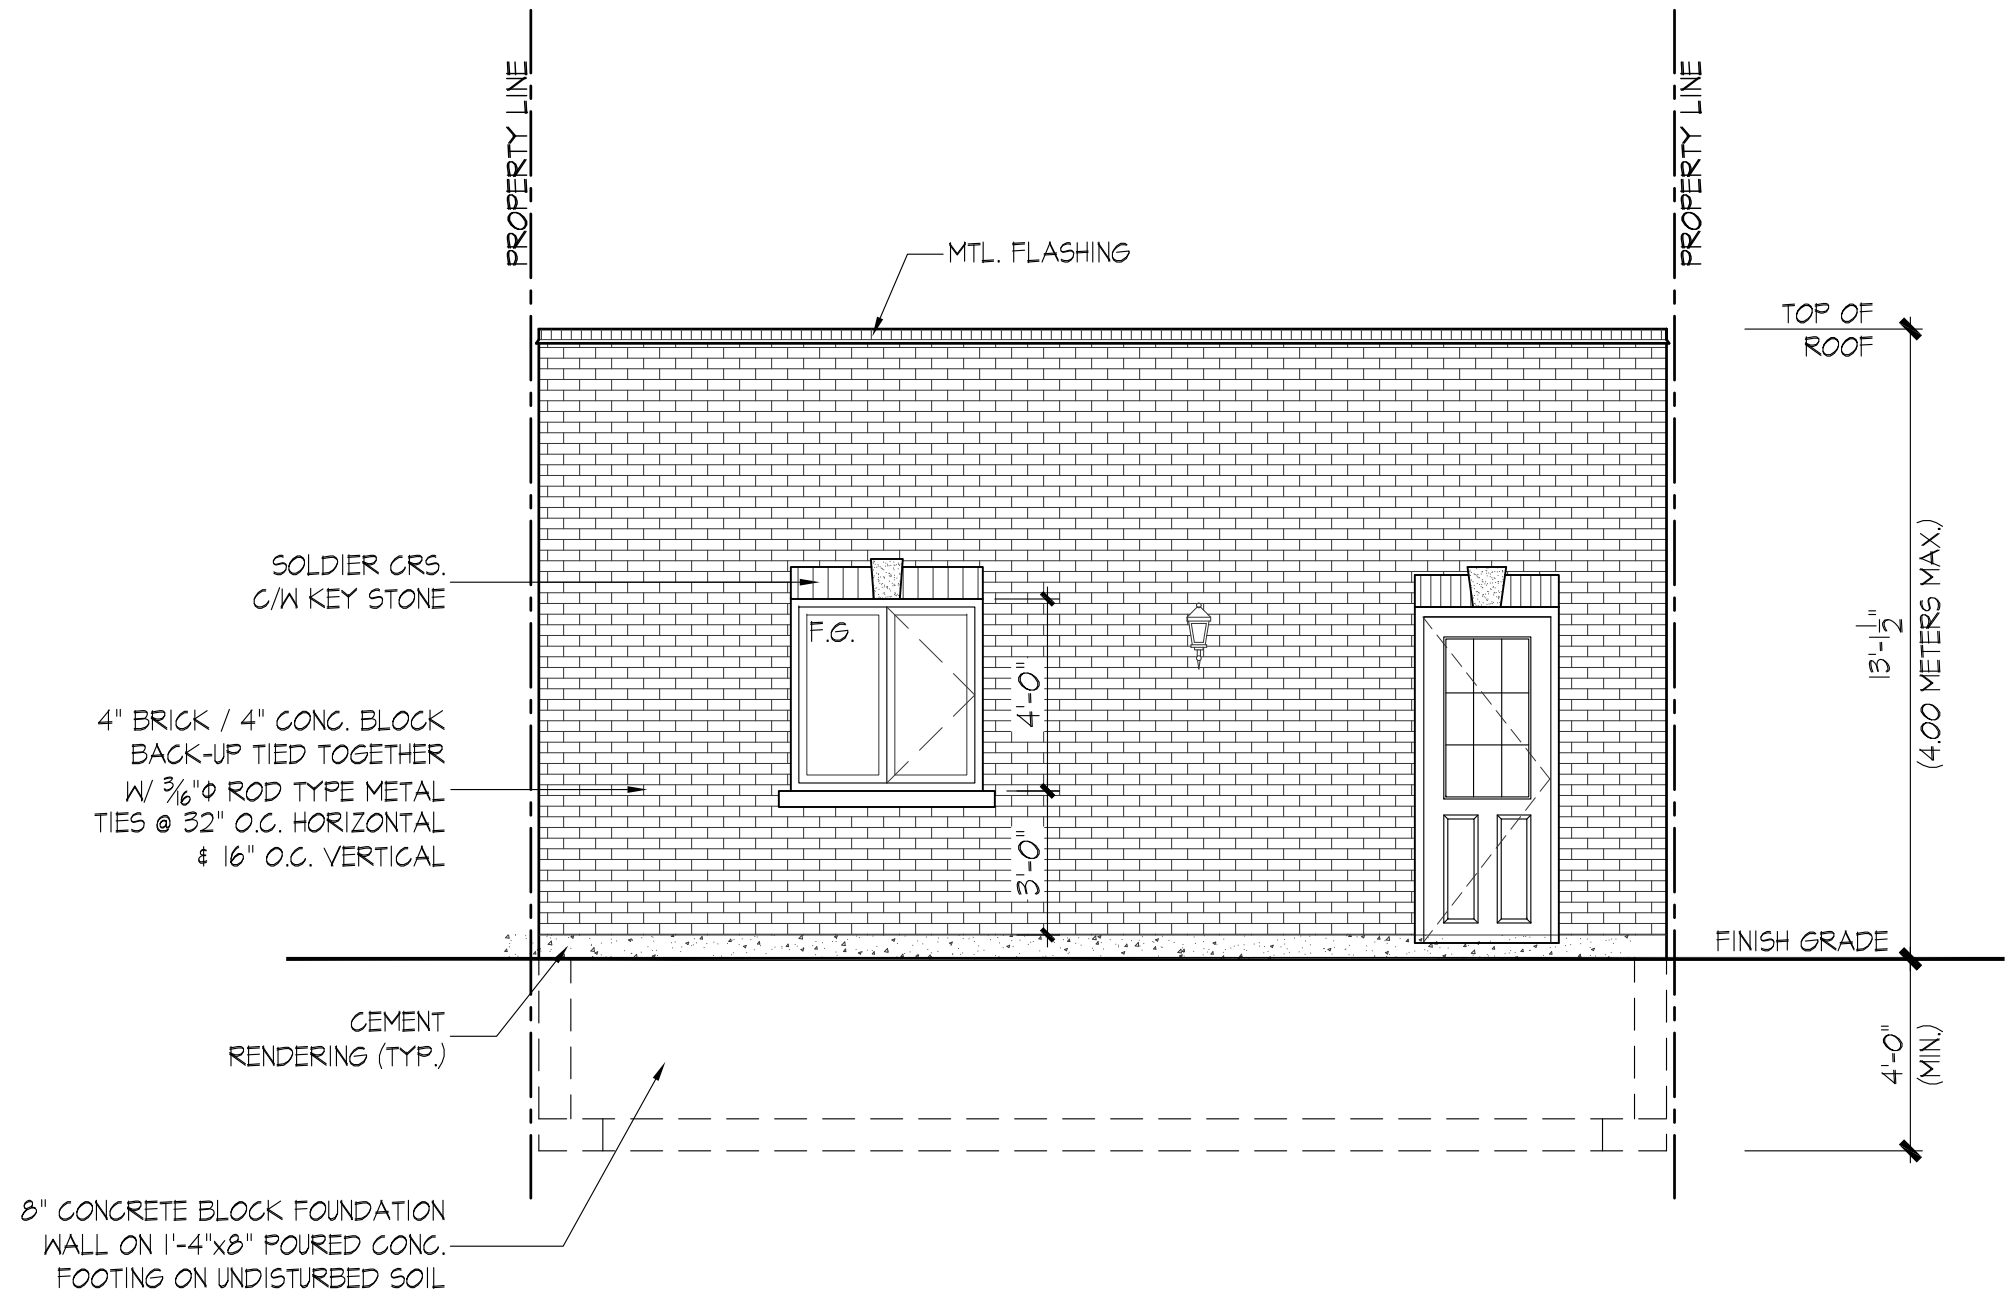 PROPERTY LINE
PROPERTY LINE
MTL. FLASHING
TOP OF
ROOF
SOLDIER CRS.
C/W KEY STONE
F.G.
4'-0"
13'-1 1/2"
(4.00 METERS MAX.)
4" BRICK / 4" CONC. BLOCK
BACK-UP TIED TOGETHER
W/ 3/16"Φ ROD TYPE METAL
TIES @ 32" O.C. HORIZONTAL
& 16" O.C. VERTICAL
3'-0"
FINISH GRADE
CEMENT
RENDERING (TYP.)
4'-0"
(MIN.)
8" CONCRETE BLOCK FOUNDATION
WALL ON 1'-4"x8" POURED CONC.
FOOTING ON UNDISTURBED SOIL